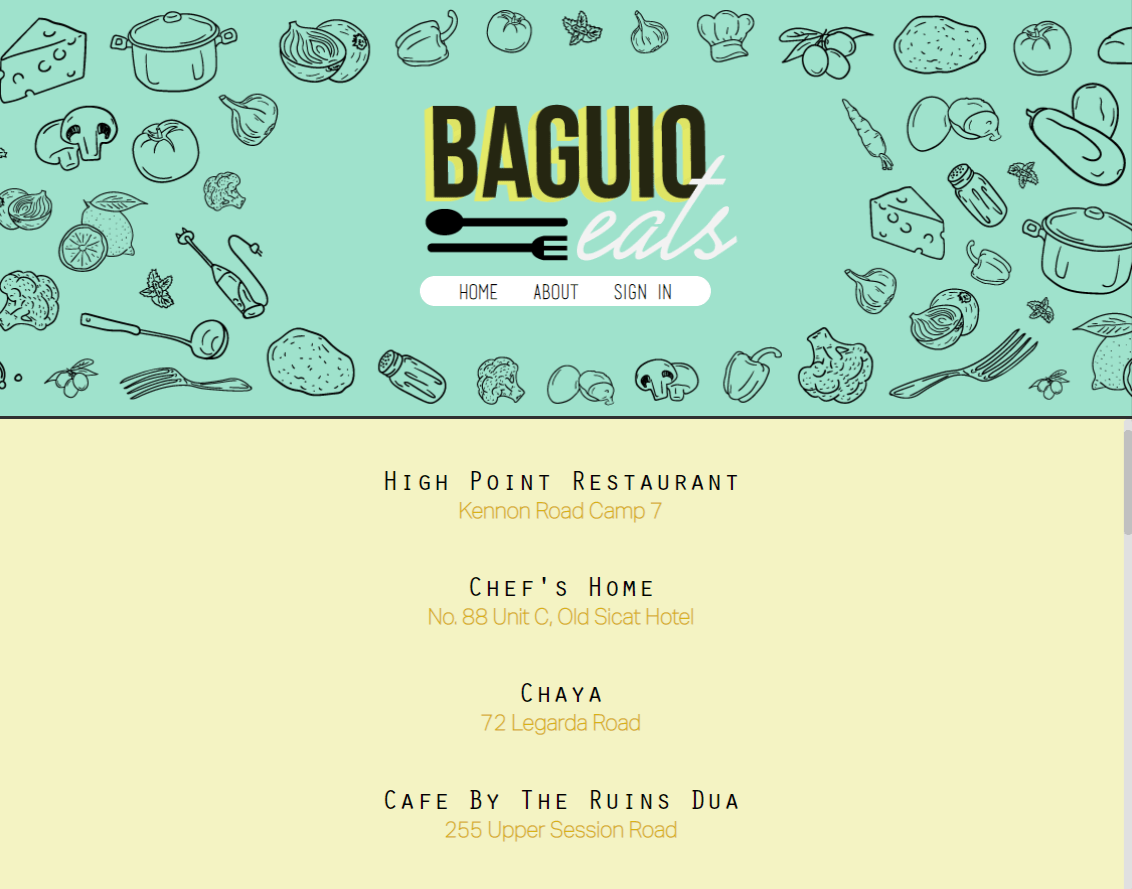 BAGUIO
eats
HOME ABOUT SIGN IN
High Point Restaurant
Kennon Road Camp 7
Chef's Home
No. 88 Unit C, Old Sicat Hotel
Chaya
72 Legarda Road
Cafe By The Ruins Dua
255 Upper Session Road